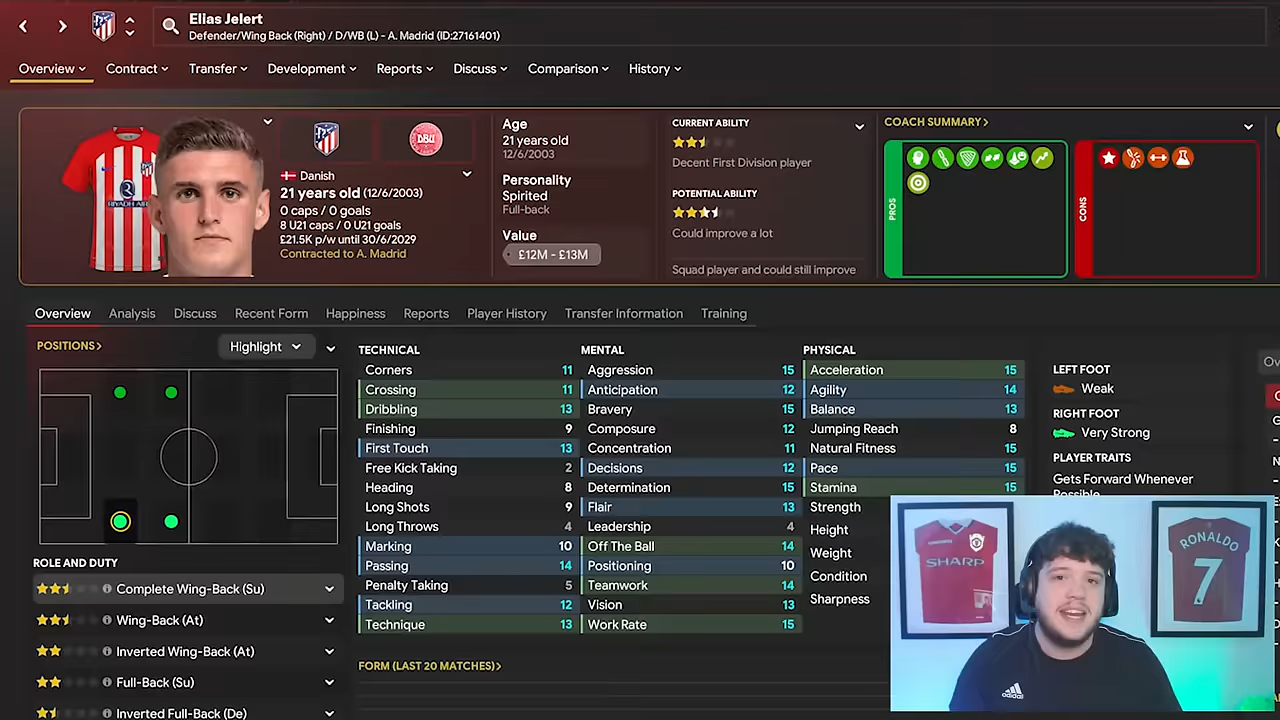 Elias Jelert
Defender/Wing Back (Right) / D/WB (L) - A. Madrid (ID:27161401)
Overview Contract Transfer Development Reports Discuss Comparison History
RIYADH AIR
DBU
Danish
21 years old (12/6/2003)
0 caps / 0 goals
8 U21 caps / 0 U21 goals
£21.5K p/w until 30/6/2029
Contracted to A. Madrid
Age
21 years old
12/6/2003
Personality
Spirited
Full-back
Value
£12M - £13M
CURRENT ABILITY
Decent First Division player
POTENTIAL ABILITY
Could improve a lot
Squad player and could still improve
COACH SUMMARY>
PROS
CONS
Overview Analysis Discuss Recent Form Happiness Reports Player History Transfer Information Training
POSITIONS>
Highlight
ROLE AND DUTY
Complete Wing-Back (Su)
Wing-Back (At)
Inverted Wing-Back (At)
Full-Back (Su)
Inverted Full-Back (De)
TECHNICAL
Corners 11
Crossing 11
Dribbling 13
Finishing 9
First Touch 13
Free Kick Taking 2
Heading 8
Long Shots 9
Long Throws 4
Marking 10
Passing 14
Penalty Taking 5
Tackling 12
Technique 13
MENTAL
Aggression 15
Anticipation 12
Bravery 15
Composure 12
Concentration 11
Decisions 12
Determination 15
Flair 13
Leadership 4
Off The Ball 14
Positioning 10
Teamwork 14
Vision 13
Work Rate 15
PHYSICAL
Acceleration 15
Agility 14
Balance 13
Jumping Reach 8
Natural Fitness 15
Pace 15
Stamina 15
Strength
Height
Weight
Condition
Sharpness
LEFT FOOT
Weak
RIGHT FOOT
Very Strong
PLAYER TRAITS
Gets Forward Whenever
Possible
FORM (LAST 20 MATCHES)>
Ov
SHARP
RONALDO
7
adidas